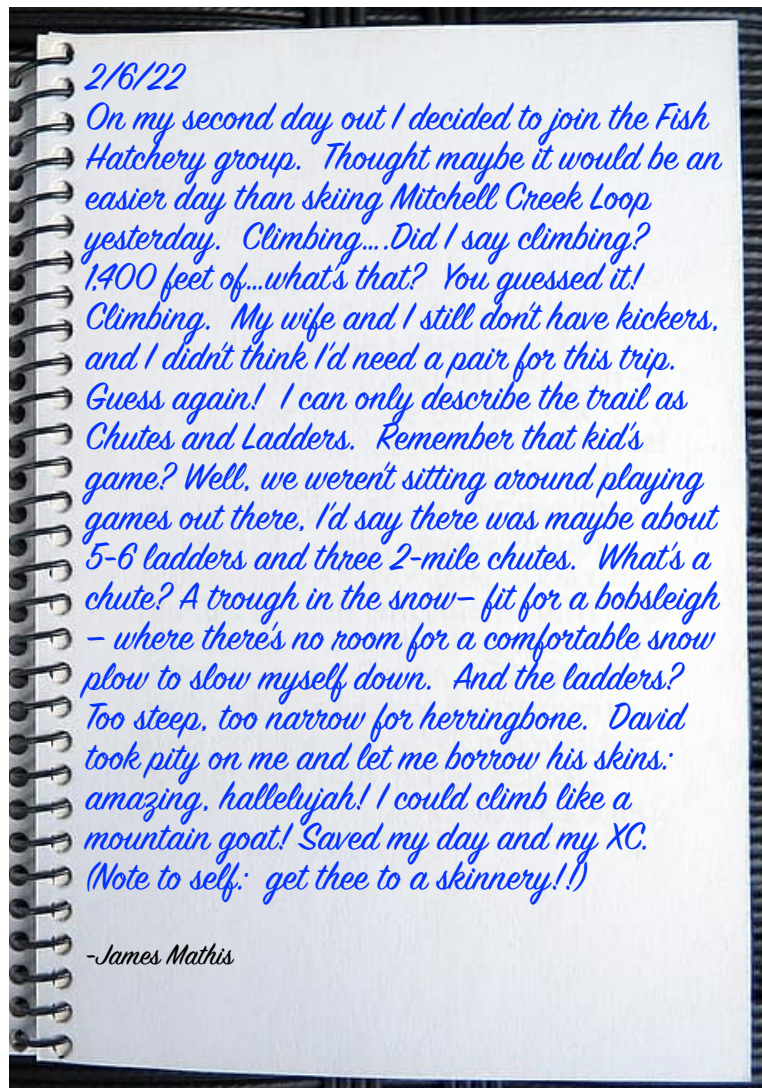 2/6/22
On my second day out I decided to join the Fish
Hatchery group.  Thought maybe it would be an
easier day than skiing Mitchell Creek Loop
yesterday.  Climbing....Did I say climbing?
1,400 feet of...what's that?  You guessed it!
Climbing.  My wife and I still don't have kickers,
and I didn't think I'd need a pair for this trip.
Guess again!  I can only describe the trail as
Chutes and Ladders.  Remember that kid's
game? Well, we weren't sitting around playing
games out there, I'd say there was maybe about
5-6 ladders and three 2-mile chutes.  What's a
chute? A trough in the snow– fit for a bobsleigh
– where there's no room for a comfortable snow
plow to slow myself down.  And the ladders?
Too steep, too narrow for herringbone.  David
took pity on me and let me borrow his skins:
amazing, hallelujah! I could climb like a
mountain goat! Saved my day and my XC.
(Note to self:  get thee to a skinnery!!)
-James Mathis